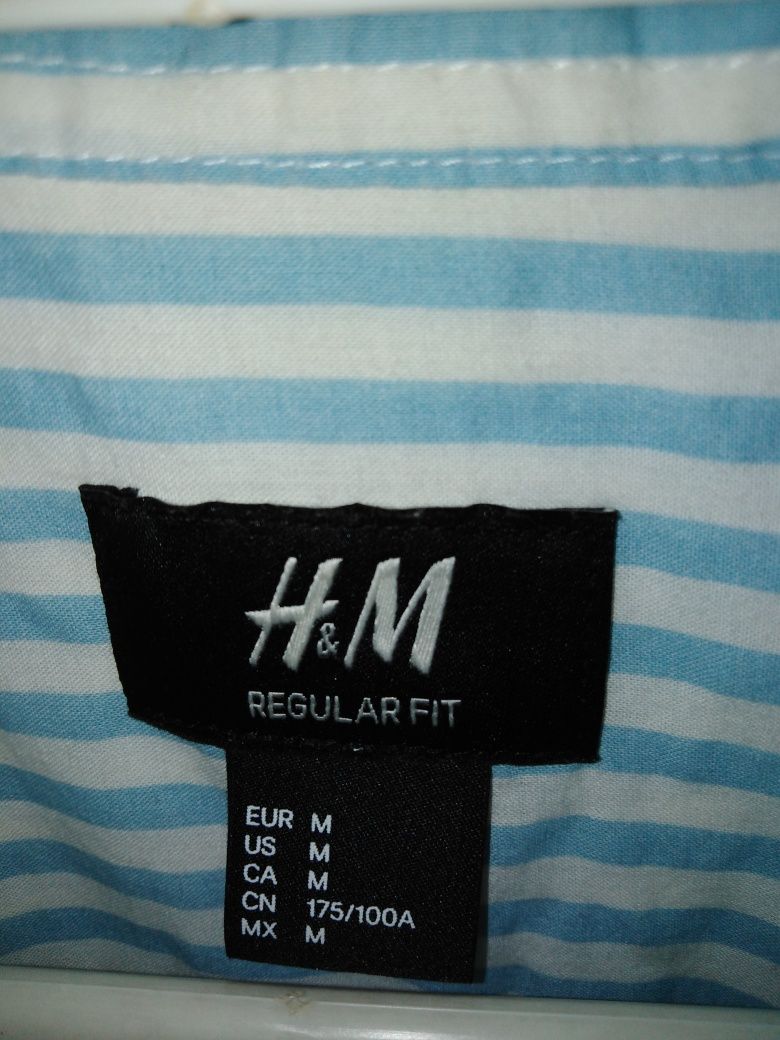 H&M
REGULAR FIT
EUR M
US M
CA M
CN 175/100A
MX M